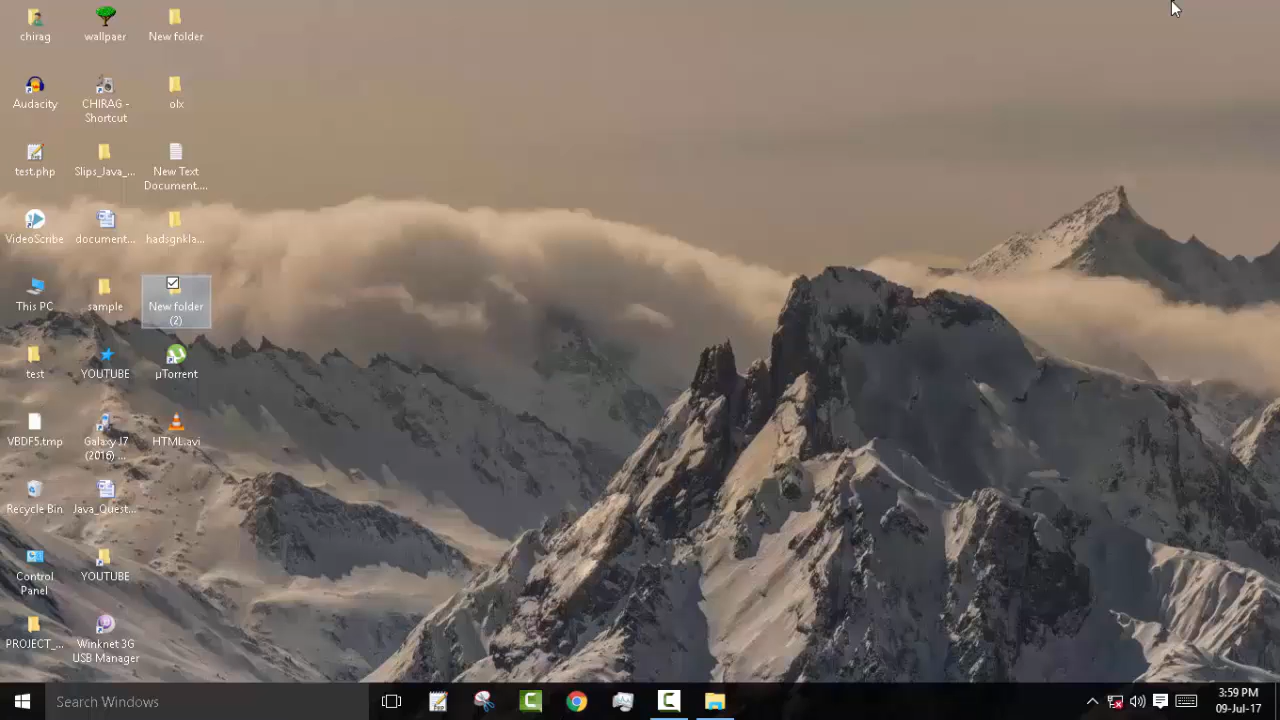 chirag
wallpaer
New folder
Audacity
CHIRAG -
Shortcut
olx
test.php
Slips_Java_...
New Text
Document....
VideoScribe
document...
hadsgnkla...
This PC
sample
New folder
(2)
test
YOUTUBE
µTorrent
VBDF5.tmp
Galaxy J7
(2016) ...
HTML.avi
Recycle Bin
Java_Quest...
Control
Panel
YOUTUBE
PROJECT_...
Winknet 3G
USB Manager
Search Windows
3:59 PM
09-Jul-17